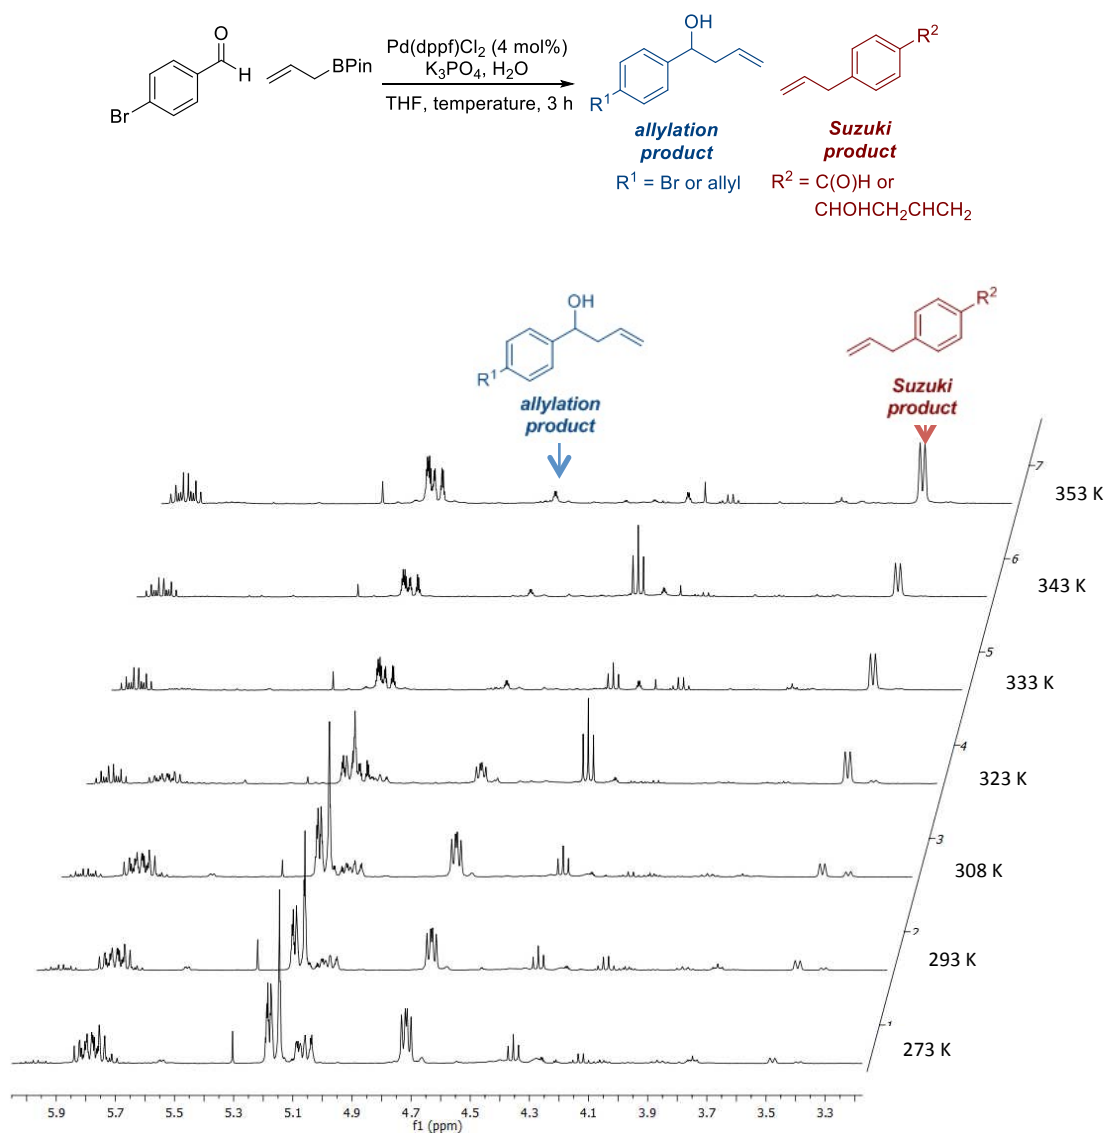 O
H
Br
BPin
Pd(dppf)Cl₂ (4 mol%)
K₃PO₄, H₂O
THF, temperature, 3 h
OH
R¹
allylation
product
R¹ = Br or allyl
R²
Suzuki
product
R² = C(O)H or
CHOHCH₂CHCH₂
OH
R¹
allylation
product
R²
Suzuki
product
7
353 K
6
343 K
5
333 K
4
323 K
3
308 K
2
293 K
1
273 K
5.9 5.7 5.5 5.3 5.1 4.9 4.7 4.5 4.3 4.1 3.9 3.7 3.5 3.3
f1 (ppm)